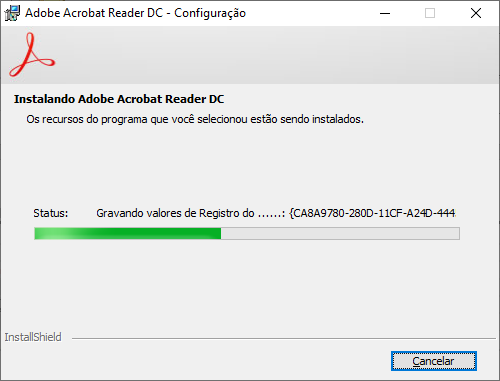 Adobe Acrobat Reader DC - Configuração
Instalando Adobe Acrobat Reader DC
Os recursos do programa que você selecionou estão sendo instalados.
Status: Gravando valores de Registro do ......: {CA8A9780-280D-11CF-A24D-444
InstallShield
Cancelar